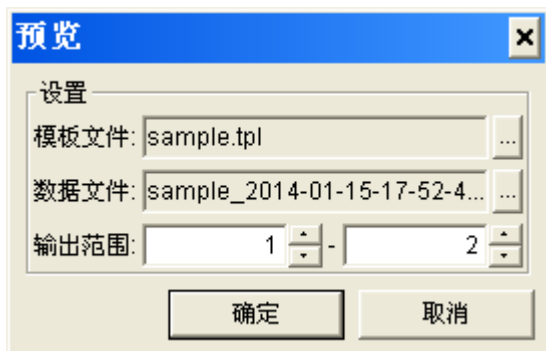 预览
设置
模板文件: sample.tpl ...
数据文件: sample_2014-01-15-17-52-4... ...
输出范围: 1 - 2
确定 取消